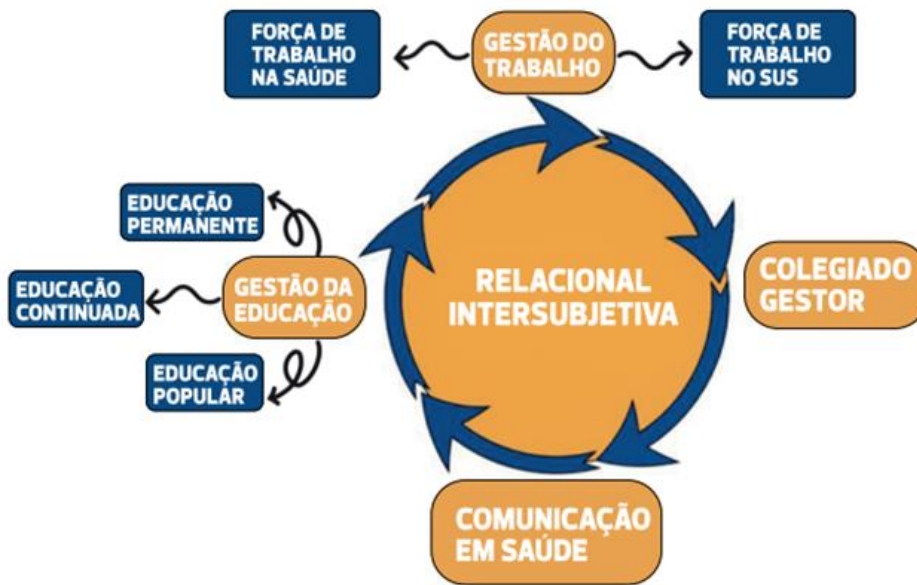 FORÇA DE
TRABALHO
NA SAÚDE
GESTÃO DO
TRABALHO
FORÇA DE
TRABALHO
NO SUS
EDUCAÇÃO
PERMANENTE
EDUCAÇÃO
CONTINUADA
GESTÃO DA
EDUCAÇÃO
EDUCAÇÃO
POPULAR
RELACIONAL
INTERSUBJETIVA
COLEGIADO
GESTOR
COMUNICAÇÃO
EM SAÚDE